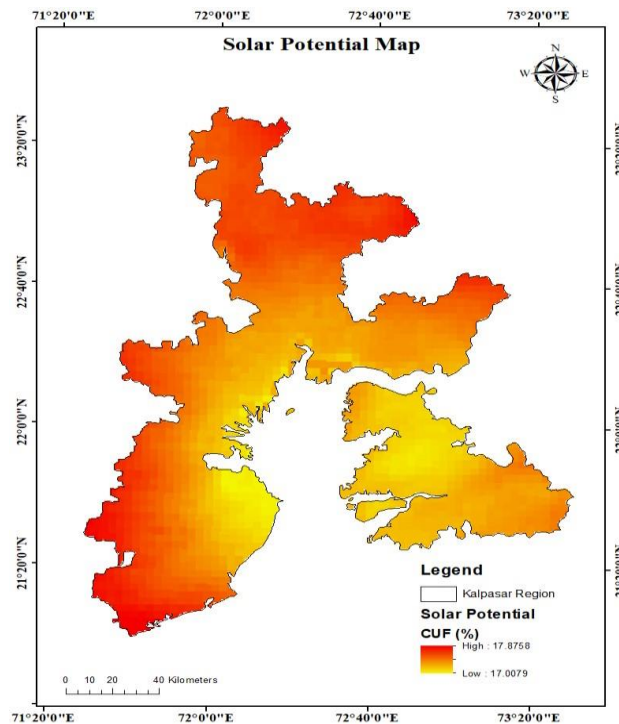 71°20'0"E 72°0'0"E 72°40'0"E 73°20'0"E
Solar Potential Map
N
W E
S
23°20'0"N
22°40'0"N
22°0'0"N
21°20'0"N
Legend
Kalpasar Region
Solar Potential
CUF (%)
High : 17.8758
Low : 17.0079
0 10 20 40 Kilometers
71°20'0"E 72°0'0"E 72°40'0"E 73°20'0"E